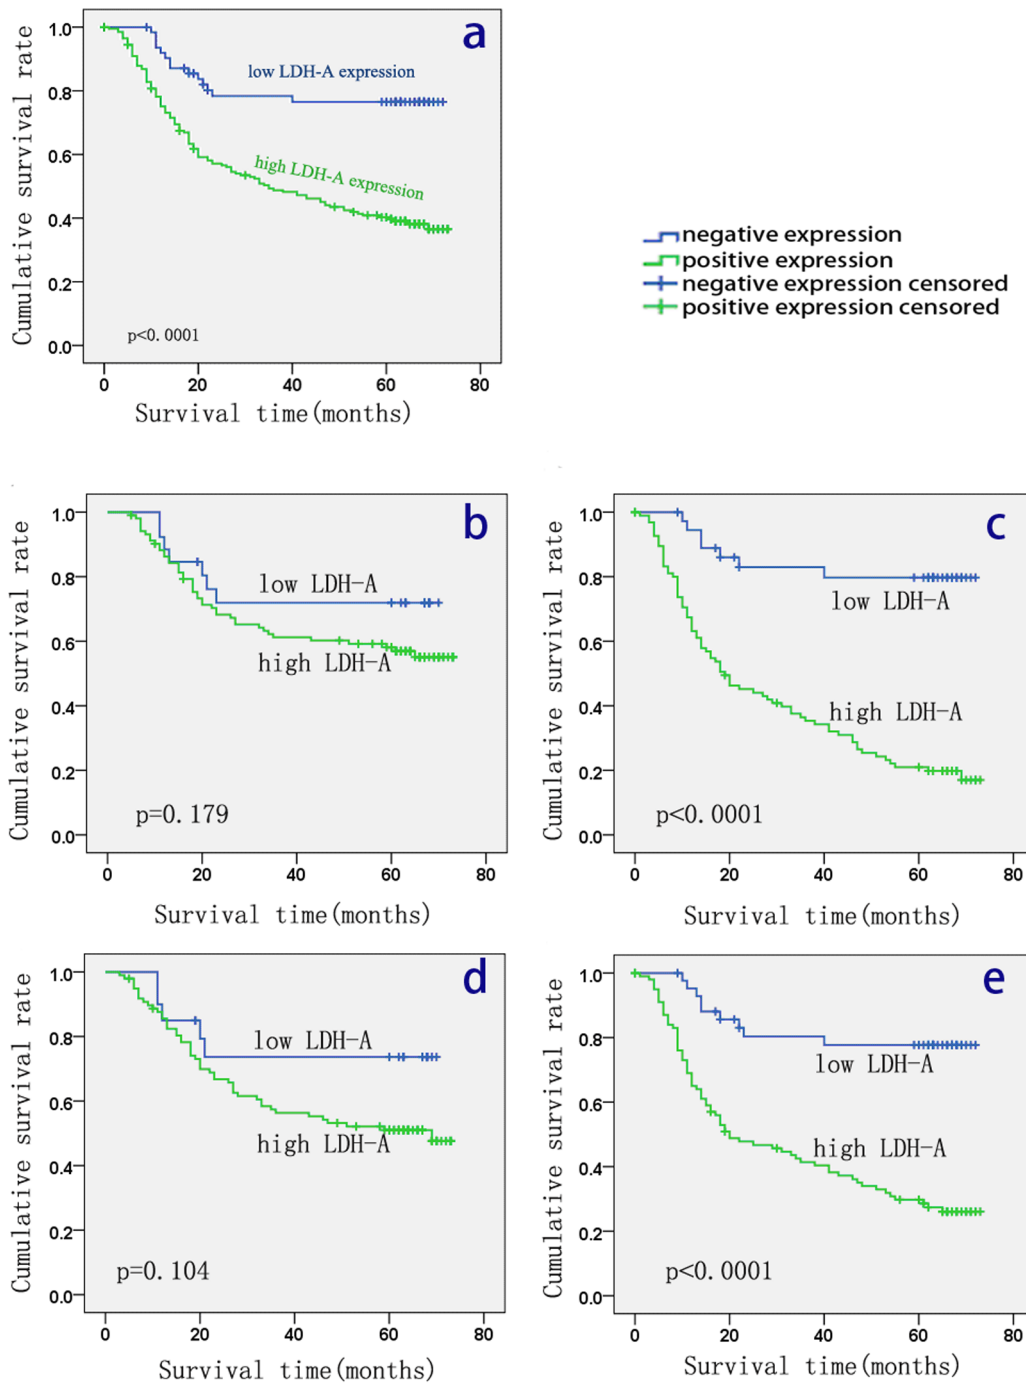 a
1.0
0.8
0.6
0.4
0.2
0.0
low LDH-A expression
high LDH-A expression
p<0.0001
0 20 40 60 80
Survival time(months)
Cumulative survival rate
negative expression
positive expression
negative expression censored
positive expression censored
b
1.0
0.8
0.6
0.4
0.2
0.0
low LDH-A
high LDH-A
p=0.179
0 20 40 60 80
Survival time(months)
Cumulative survival rate
c
1.0
0.8
0.6
0.4
0.2
0.0
low LDH-A
high LDH-A
p<0.0001
0 20 40 60 80
Survival time(months)
Cumulative survival rate
d
1.0
0.8
0.6
0.4
0.2
0.0
low LDH-A
high LDH-A
p=0.104
0 20 40 60 80
Survival time(months)
Cumulative survival rate
e
1.0
0.8
0.6
0.4
0.2
0.0
low LDH-A
high LDH-A
p<0.0001
0 20 40 60 80
Survival time(months)
Cumulative survival rate